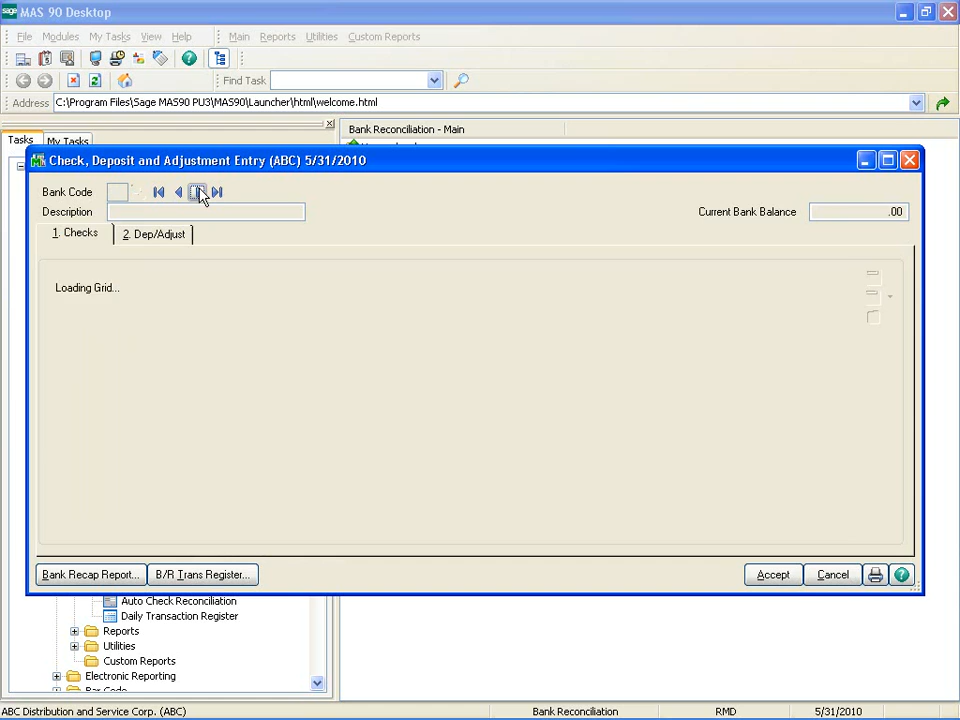 sage MAS 90 Desktop
File Modules My Tasks View Help Main Reports Utilities Custom Reports
Find Task
Address C:\Program Files\Sage MAS90 PU3\MAS90\Launcher\html\welcome.html
Tasks My Tasks
Bank Reconciliation - Main
Check, Deposit and Adjustment Entry (ABC) 5/31/2010
Bank Code
Description
Current Bank Balance .00
1. Checks 2. Dep/Adjust
Loading Grid...
Bank Recap Report... B/R Trans Register... Accept Cancel
Auto Check Reconciliation
Daily Transaction Register
Reports
Utilities
Custom Reports
Electronic Reporting
Bar Code
ABC Distribution and Service Corp. (ABC) Bank Reconciliation RMD 5/31/2010